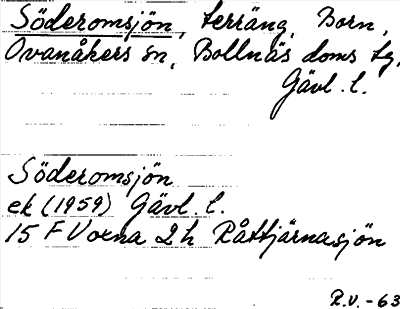 Söderomsjön, terräng, Born,
Ovanåkers sn, Bollnäs doms tg,
Gävl. l.
Söderomsjön
ek (1959) Gävl. l.
15 F Voxna 2 h Råttjärnasjön
R.V. - 63